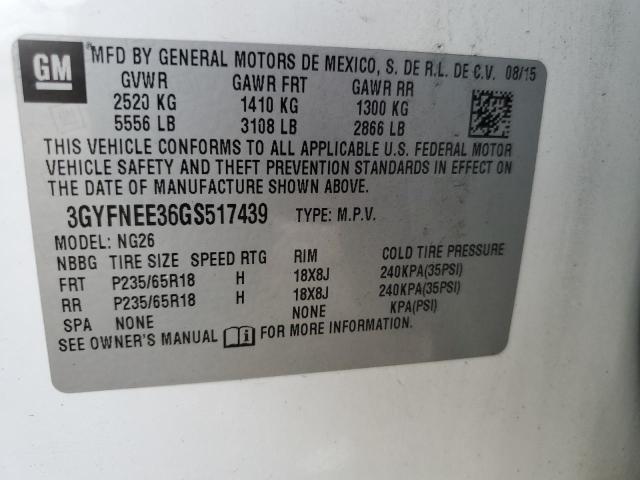 GM
MFD BY GENERAL MOTORS DE MEXICO, S. DE R.L. DE C.V. 08/15
GVWR GAWR FRT GAWR RR
2520 KG 1410 KG 1300 KG
5556 LB 3108 LB 2866 LB
THIS VEHICLE CONFORMS TO ALL APPLICABLE U.S. FEDERAL MOTOR
VEHICLE SAFETY AND THEFT PREVENTION STANDARDS IN EFFECT ON
THE DATE OF MANUFACTURE SHOWN ABOVE.
3GYFNEE36GS517439 TYPE: M.P.V.
MODEL: NG26
NBBG TIRE SIZE SPEED RTG RIM COLD TIRE PRESSURE
FRT P235/65R18 H 18X8J 240KPA(35PSI)
RR P235/65R18 H 18X8J 240KPA(35PSI)
SPA NONE NONE KPA(PSI)
SEE OWNER'S MANUAL FOR MORE INFORMATION.